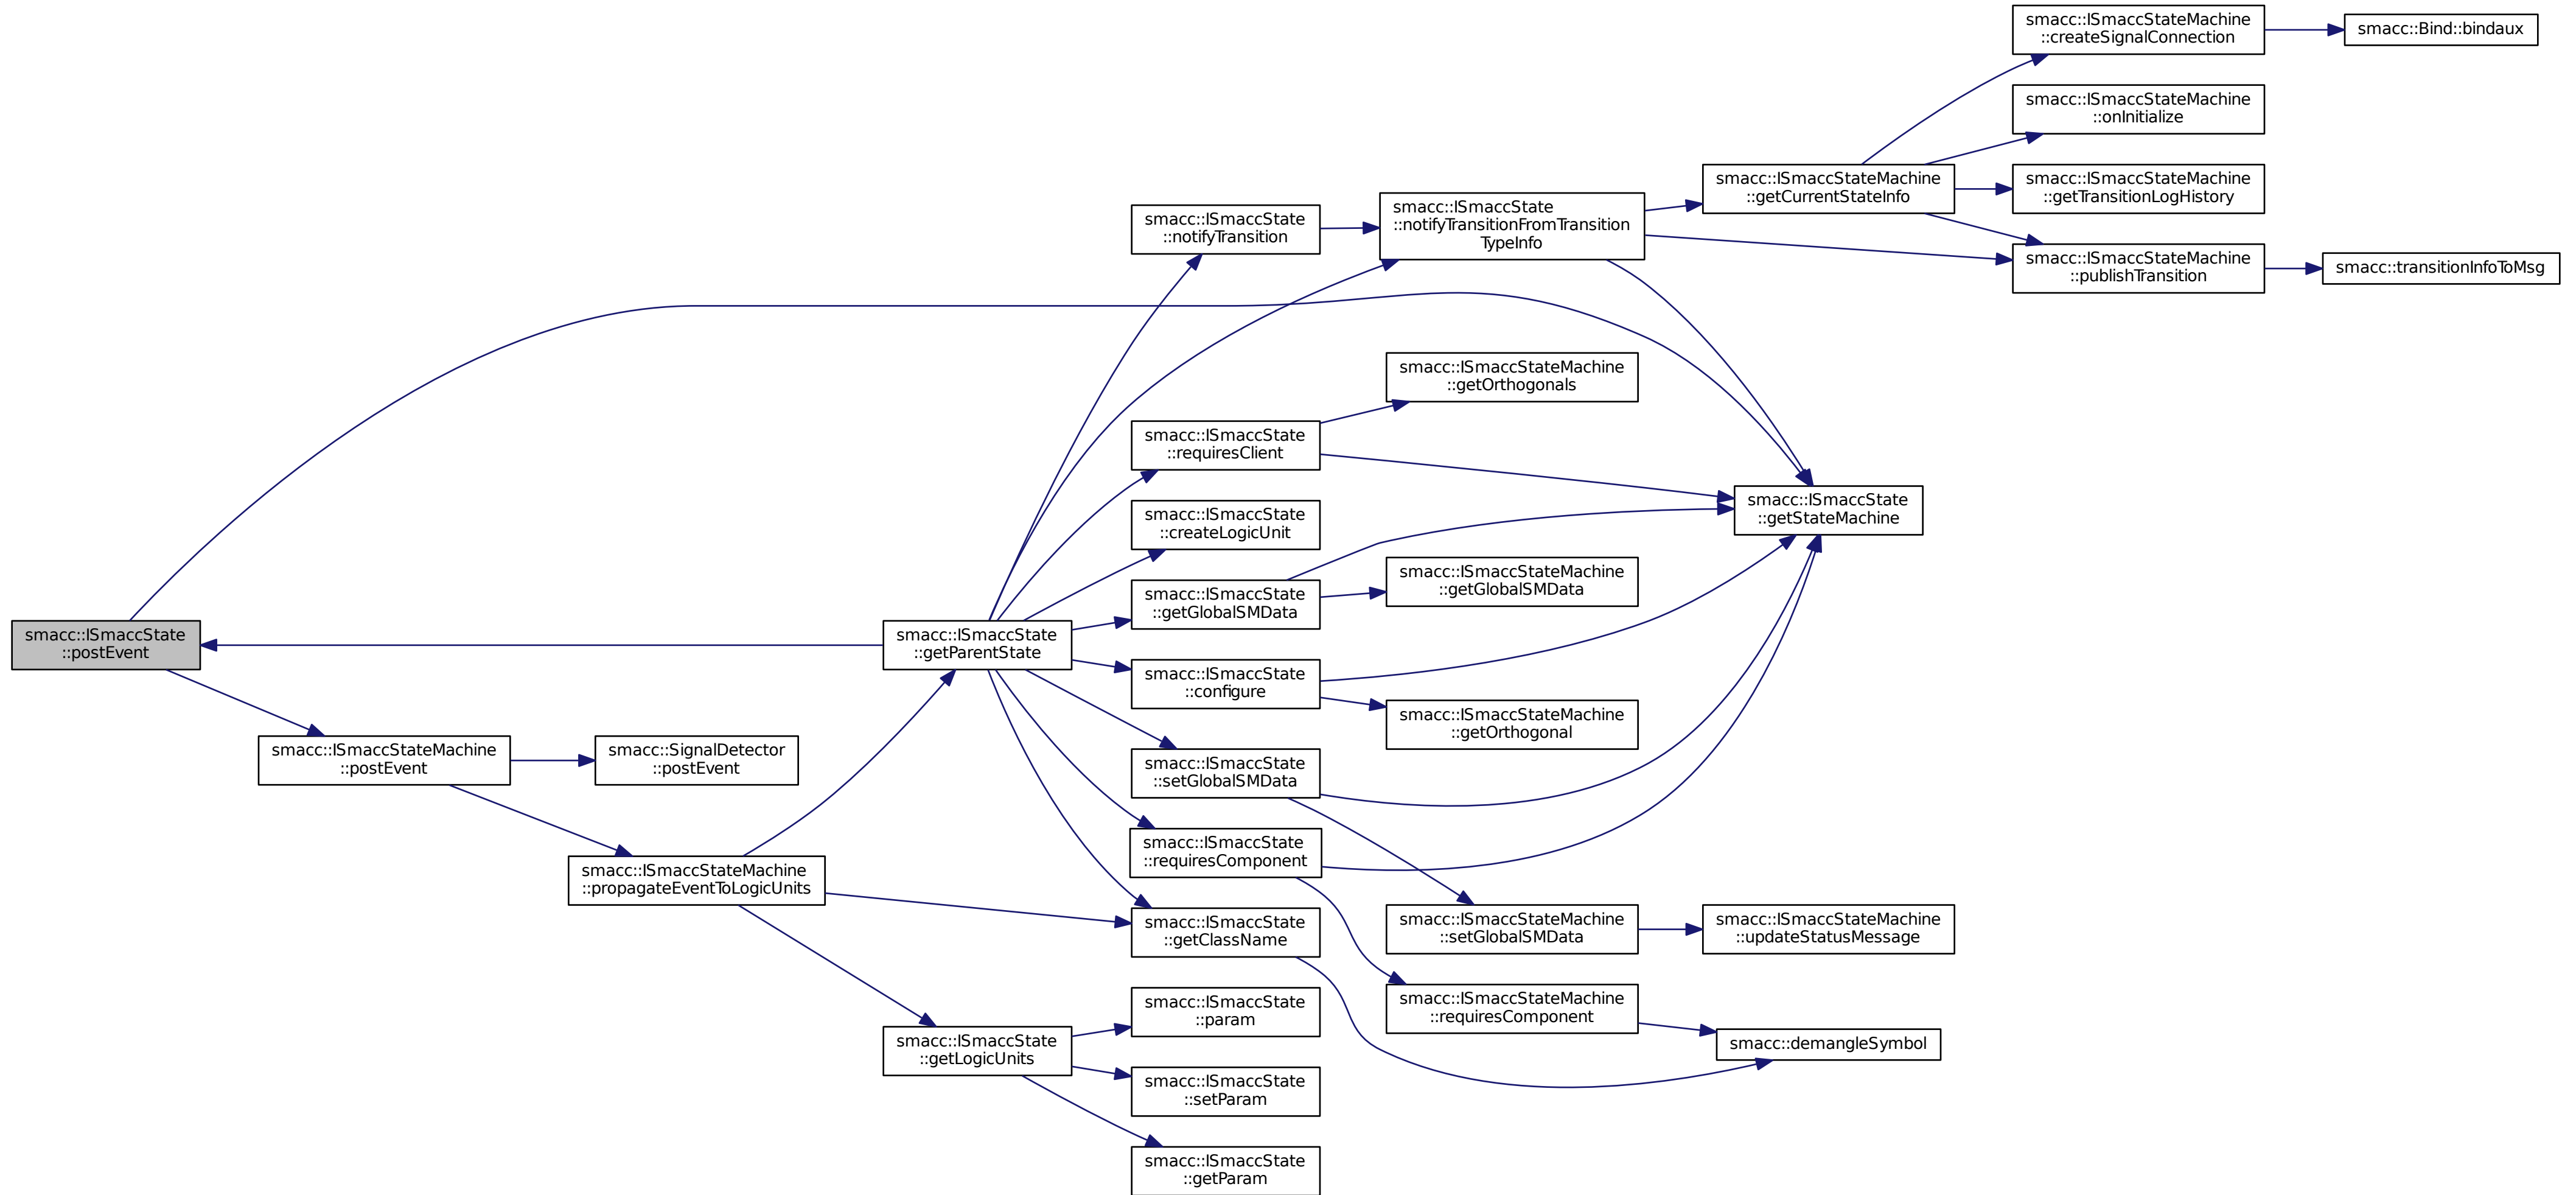 smacc::ISmaccState
::postEvent
smacc::ISmaccStateMachine
::postEvent
smacc::SignalDetector
::postEvent
smacc::ISmaccStateMachine
::propagateEventToLogicUnits
smacc::ISmaccState
::getParentState
smacc::ISmaccState
::getLogicUnits
smacc::ISmaccState
::notifyTransition
smacc::ISmaccState
::requiresClient
smacc::ISmaccState
::createLogicUnit
smacc::ISmaccState
::getGlobalSMData
smacc::ISmaccState
::configure
smacc::ISmaccState
::setGlobalSMData
smacc::ISmaccState
::requiresComponent
smacc::ISmaccState
::getClassName
smacc::ISmaccState
::param
smacc::ISmaccState
::setParam
smacc::ISmaccState
::getParam
smacc::ISmaccState
::notifyTransitionFromTransition
TypeInfo
smacc::ISmaccStateMachine
::getOrthogonals
smacc::ISmaccStateMachine
::getGlobalSMData
smacc::ISmaccStateMachine
::getOrthogonal
smacc::ISmaccStateMachine
::setGlobalSMData
smacc::ISmaccStateMachine
::requiresComponent
smacc::ISmaccStateMachine
::getCurrentStateInfo
smacc::ISmaccState
::getStateMachine
smacc::ISmaccStateMachine
::updateStatusMessage
smacc::demangleSymbol
smacc::ISmaccStateMachine
::createSignalConnection
smacc::ISmaccStateMachine
::onInitialize
smacc::ISmaccStateMachine
::getTransitionLogHistory
smacc::ISmaccStateMachine
::publishTransition
smacc::Bind::bindaux
smacc::transitionInfoToMsg